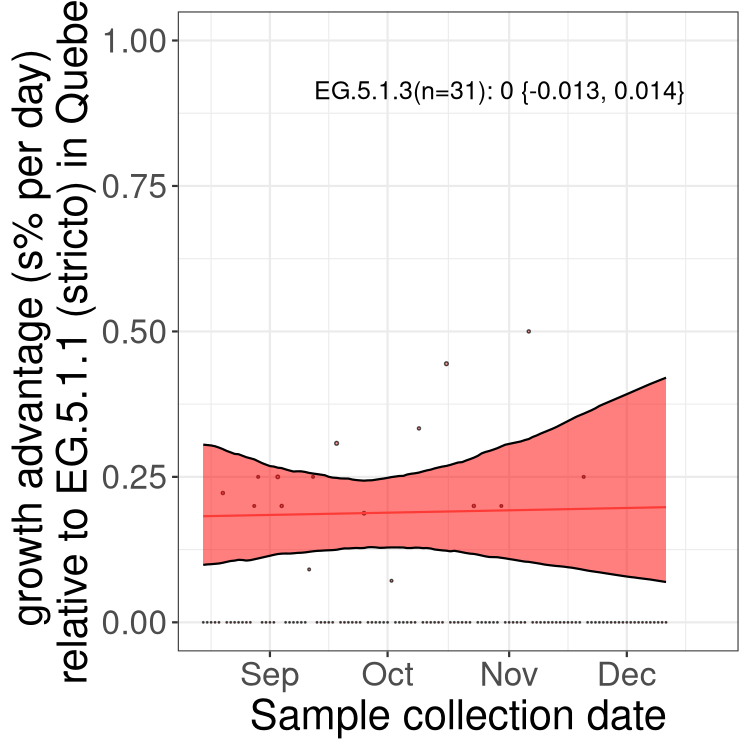 growth advantage (s% per day)
relative to EG.5.1.1 (stricto) in Quebe
1.00
0.75
0.50
0.25
0.00
EG.5.1.3(n=31): 0 {-0.013, 0.014}
Sep Oct Nov Dec
Sample collection date